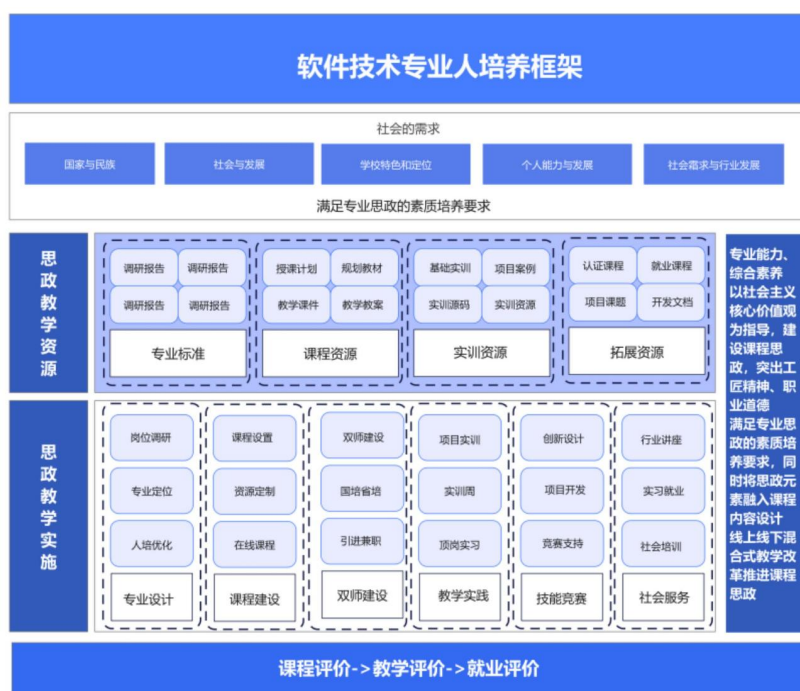 软件技术专业人培养框架
社会的需求
国家与民族
社会与发展
学校特色和定位
个人能力与发展
社会需求与行业发展
满足专业思政的素质培养要求
思政教学资源
调研报告
调研报告
调研报告
调研报告
专业标准
授课计划
规划教材
教学课件
教学教案
课程资源
基础实训
项目案例
实训源码
实训资源
实训资源
认证课程
就业课程
项目课题
开发文档
拓展资源
思政教学实施
岗位调研
专业定位
人培优化
专业设计
课程设置
资源定制
在线课程
课程建设
双师建设
国培省培
引进兼职
双师建设
项目实训
实训周
顶岗实习
教学实践
创新设计
项目开发
竞赛支持
技能竞赛
行业讲座
实习就业
社会培训
社会服务
专业能力、
综合素养
以社会主义
核心价值观
为指导，建
设课程思
政，突出工
匠精神、职
业道德
满足专业思
政的素质培
养要求，同
时将思政元
素融入课程
内容设计
线上线下混
合式教学改
革推进课程
思政
课程评价->教学评价->就业评价